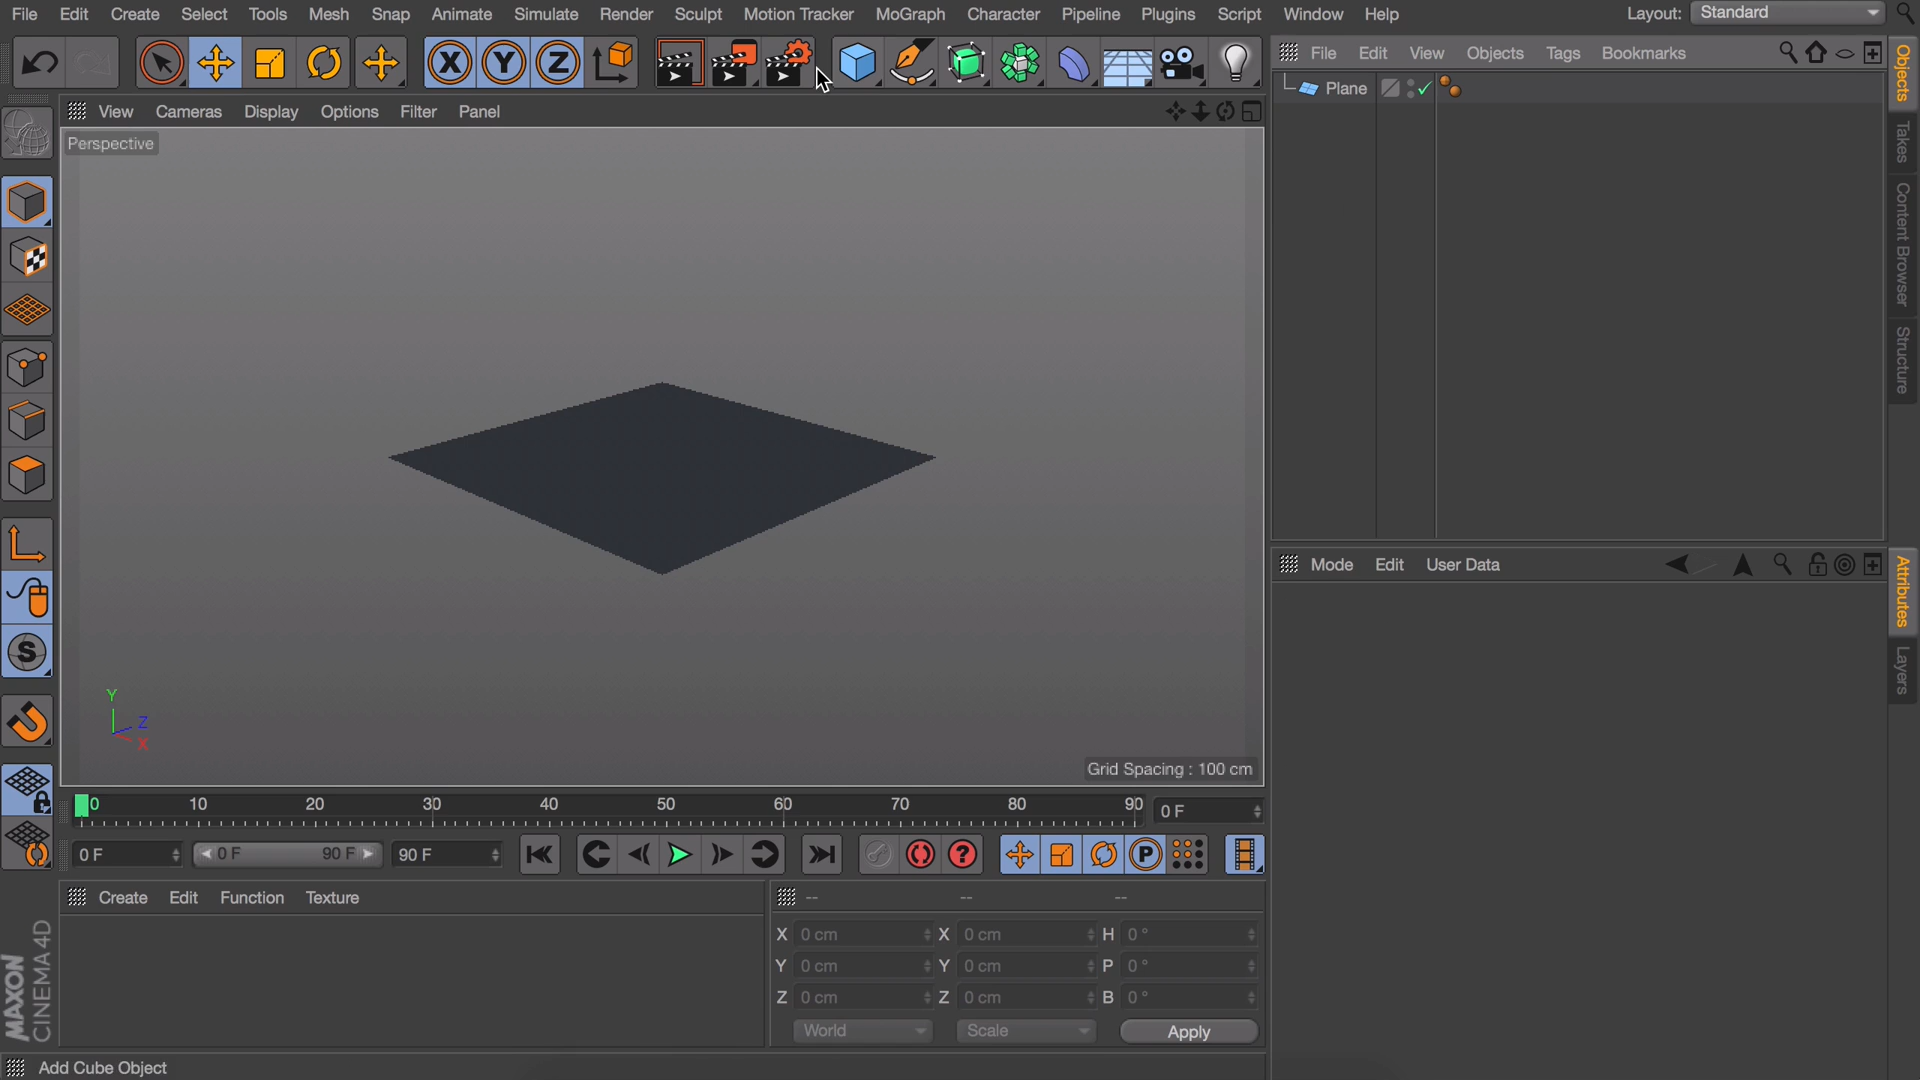 File Edit Create Select Tools Mesh Snap Animate Simulate Render Sculpt Motion Tracker MoGraph Character Pipeline Plugins Script Window Help Layout: Standard
X Y Z
File Edit View Objects Tags Bookmarks
View Cameras Display Options Filter Panel
Plane
Perspective
Objects
Takes
Content Browser
Structure
Y
Z
X
Grid Spacing : 100 cm
Mode Edit User Data
Attributes
Layers
S
0 10 20 30 40 50 60 70 80 90 0 F
0 F 0 F 90 F 90 F ? P
Create Edit Function Texture
-- -- --
X 0 cm X 0 cm H 0 °
Y 0 cm Y 0 cm P 0 °
Z 0 cm Z 0 cm B 0 °
World Scale Apply
MAXON
CINEMA 4D
Add Cube Object